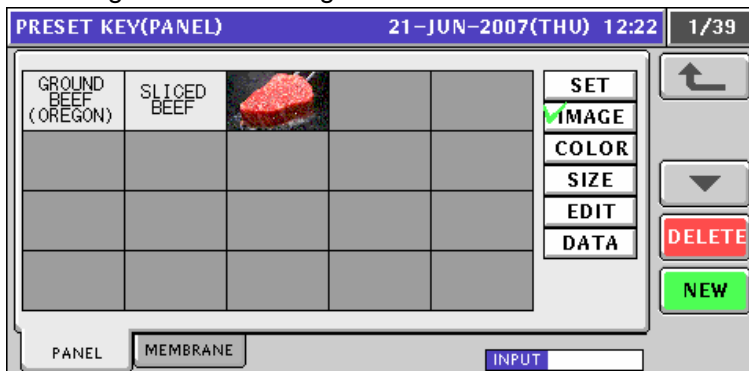 PRESET KEY(PANEL) 21-JUN-2007(THU) 12:22 1/39
GROUND
BEEF
(OREGON)
SLICED
BEEF
SET
IMAGE
COLOR
SIZE
EDIT
DATA
DELETE
NEW
PANEL
MEMBRANE
INPUT